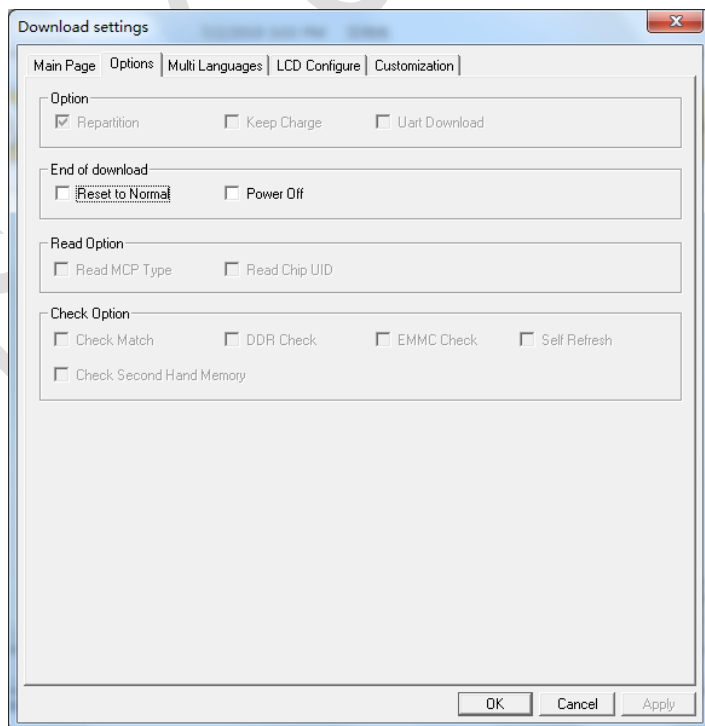 Download settings
Main Page Options Multi Languages LCD Configure Customization
Option
Repartition Keep Charge Uart Download
End of download
Reset to Normal Power Off
Read Option
Read MCP Type Read Chip UID
Check Option
Check Match DDR Check EMMC Check Self Refresh
Check Second Hand Memory
OK Cancel Apply